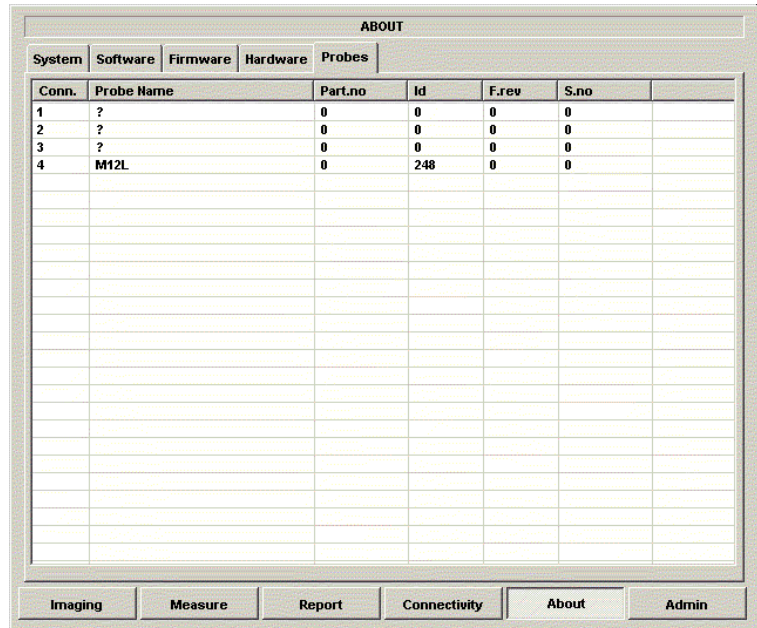 ABOUT
System Software Firmware Hardware Probes
Conn. Probe Name Part.no Id F.rev S.no
1 ? 0 0 0 0
2 ? 0 0 0 0
3 ? 0 0 0 0
4 M12L 0 248 0 0
Imaging Measure Report Connectivity About Admin